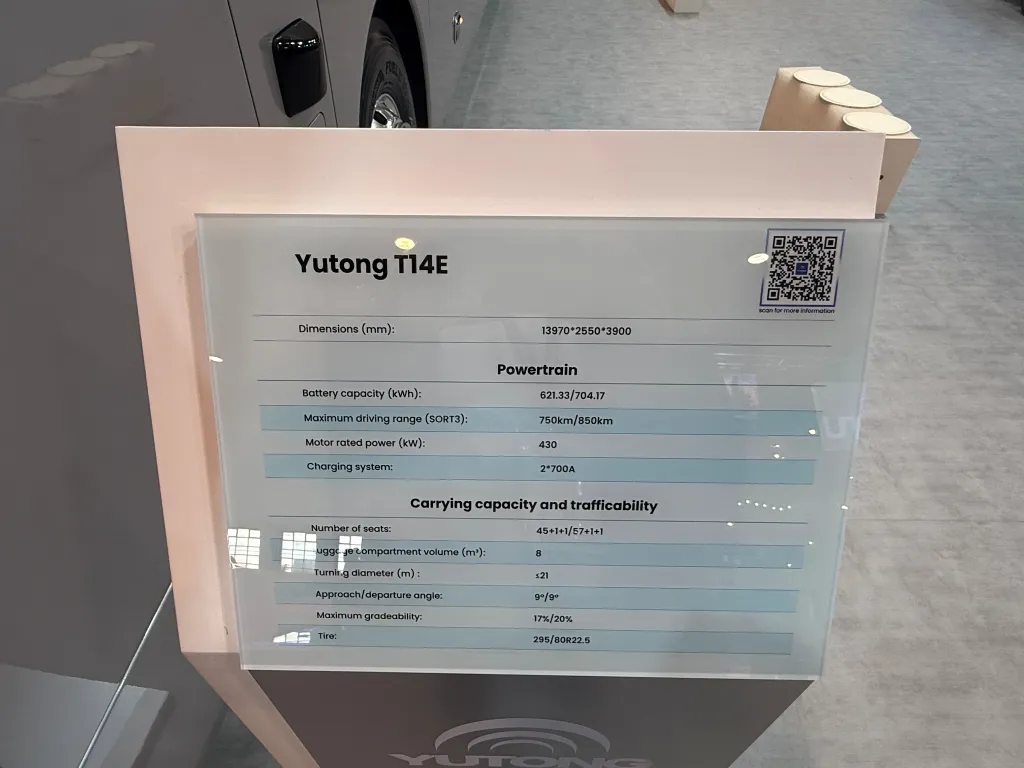 Yutong T14E
scan for more information
Dimensions (mm): 13970*2550*3900
Powertrain
Battery capacity (kWh): 621.33/704.17
Maximum driving range (SORT3): 750km/850km
Motor rated power (kW): 430
Charging system: 2*700A
Carrying capacity and trafficability
Number of seats: 45+1+1/57+1+1
Luggage compartment volume (m³): 8
Turning diameter (m) : ≤21
Approach/departure angle: 9°/9°
Maximum gradeability: 17%/20%
Tire: 295/80R22.5
YUTONG